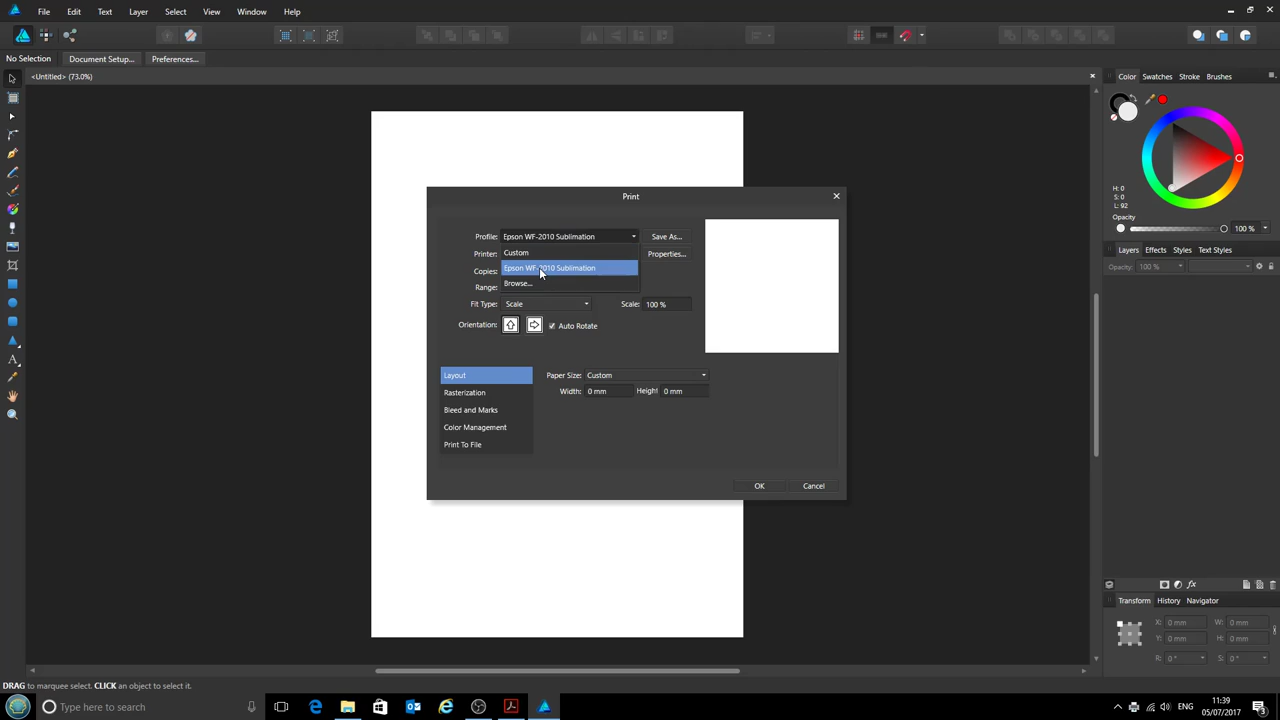 File Edit Text Layer Select View Window Help
No Selection Document Setup... Preferences...
<Untitled> (73.0%)
Color Swatches Stroke Brushes
H: 0
S: 0
L: 92
Opacity
100 %
Layers Effects Styles Text Styles
Opacity: 100 %
Print
Profile: Epson WF-2010 Sublimation Save As...
Printer: Custom Properties...
Copies: Epson WF-2010 Sublimation
Range: Browse...
Fit Type: Scale Scale: 100 %
Orientation: Auto Rotate
Layout Paper Size: Custom
Rasterization Width: 0 mm Height 0 mm
Bleed and Marks
Color Management
Print To File
OK Cancel
fx
Transform History Navigator
X: 0 mm W: 0 mm
Y: 0 mm H: 0 mm
R: 0 ° S: 0 °
DRAG to marquee select. CLICK an object to select it.
Type here to search
ENG
11:39
05/07/2017
3